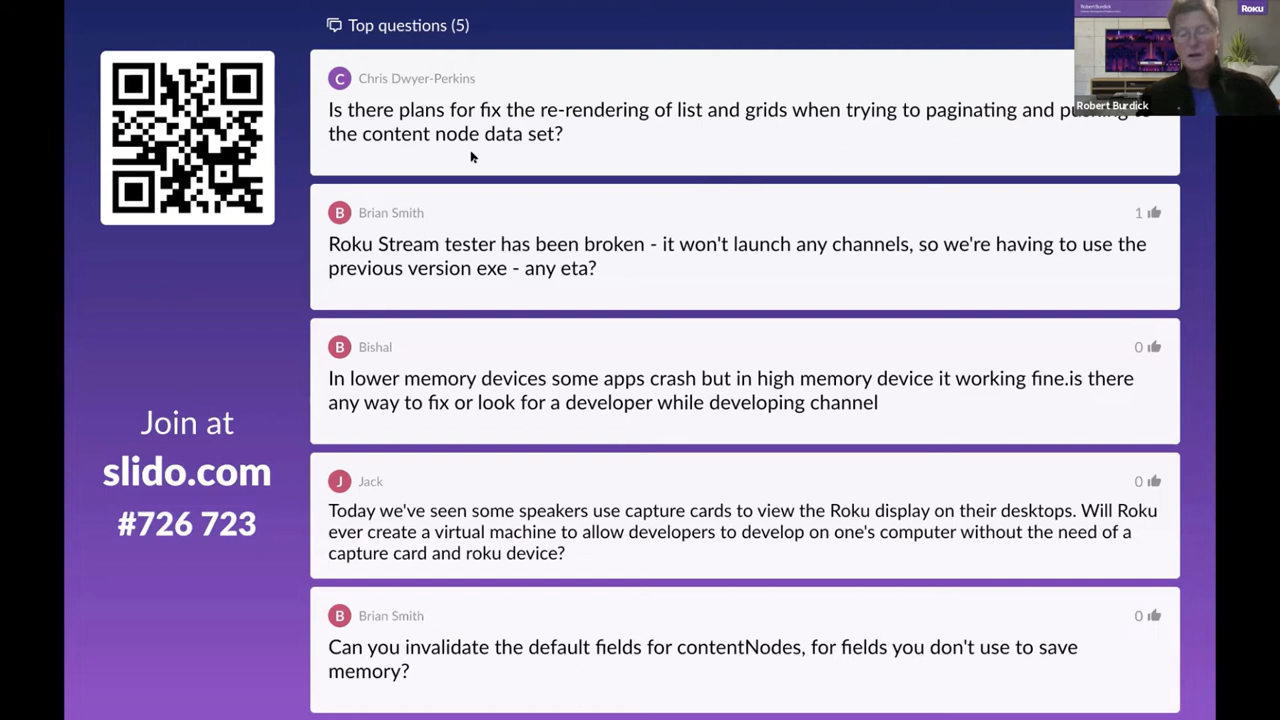 Top questions (5)
Robert Burdick
Roku
C Chris Dwyer-Perkins
Is there plans for fix the re-rendering of list and grids when trying to paginating and
the content node data set?
Robert Burdick
B Brian Smith
1
Roku Stream tester has been broken - it won't launch any channels, so we're having to use the
previous version exe - any eta?
B Bishal
0
In lower memory devices some apps crash but in high memory device it working fine.is there
any way to fix or look for a developer while developing channel
Join at
slido.com
#726 723
J Jack
0
Today we've seen some speakers use capture cards to view the Roku display on their desktops. Will Roku
ever create a virtual machine to allow developers to develop on one's computer without the need of a
capture card and roku device?
B Brian Smith
0
Can you invalidate the default fields for contentNodes, for fields you don't use to save
memory?